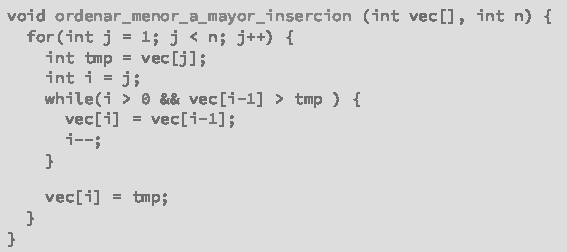 void ordenar_menor_a_mayor_insercion (int vec[], int n) {
  for(int j = 1; j < n; j++) {
    int tmp = vec[j];
    int i = j;
    while(i > 0 && vec[i-1] > tmp ) {
      vec[i] = vec[i-1];
      i--;
    }

    vec[i] = tmp;
  }
}